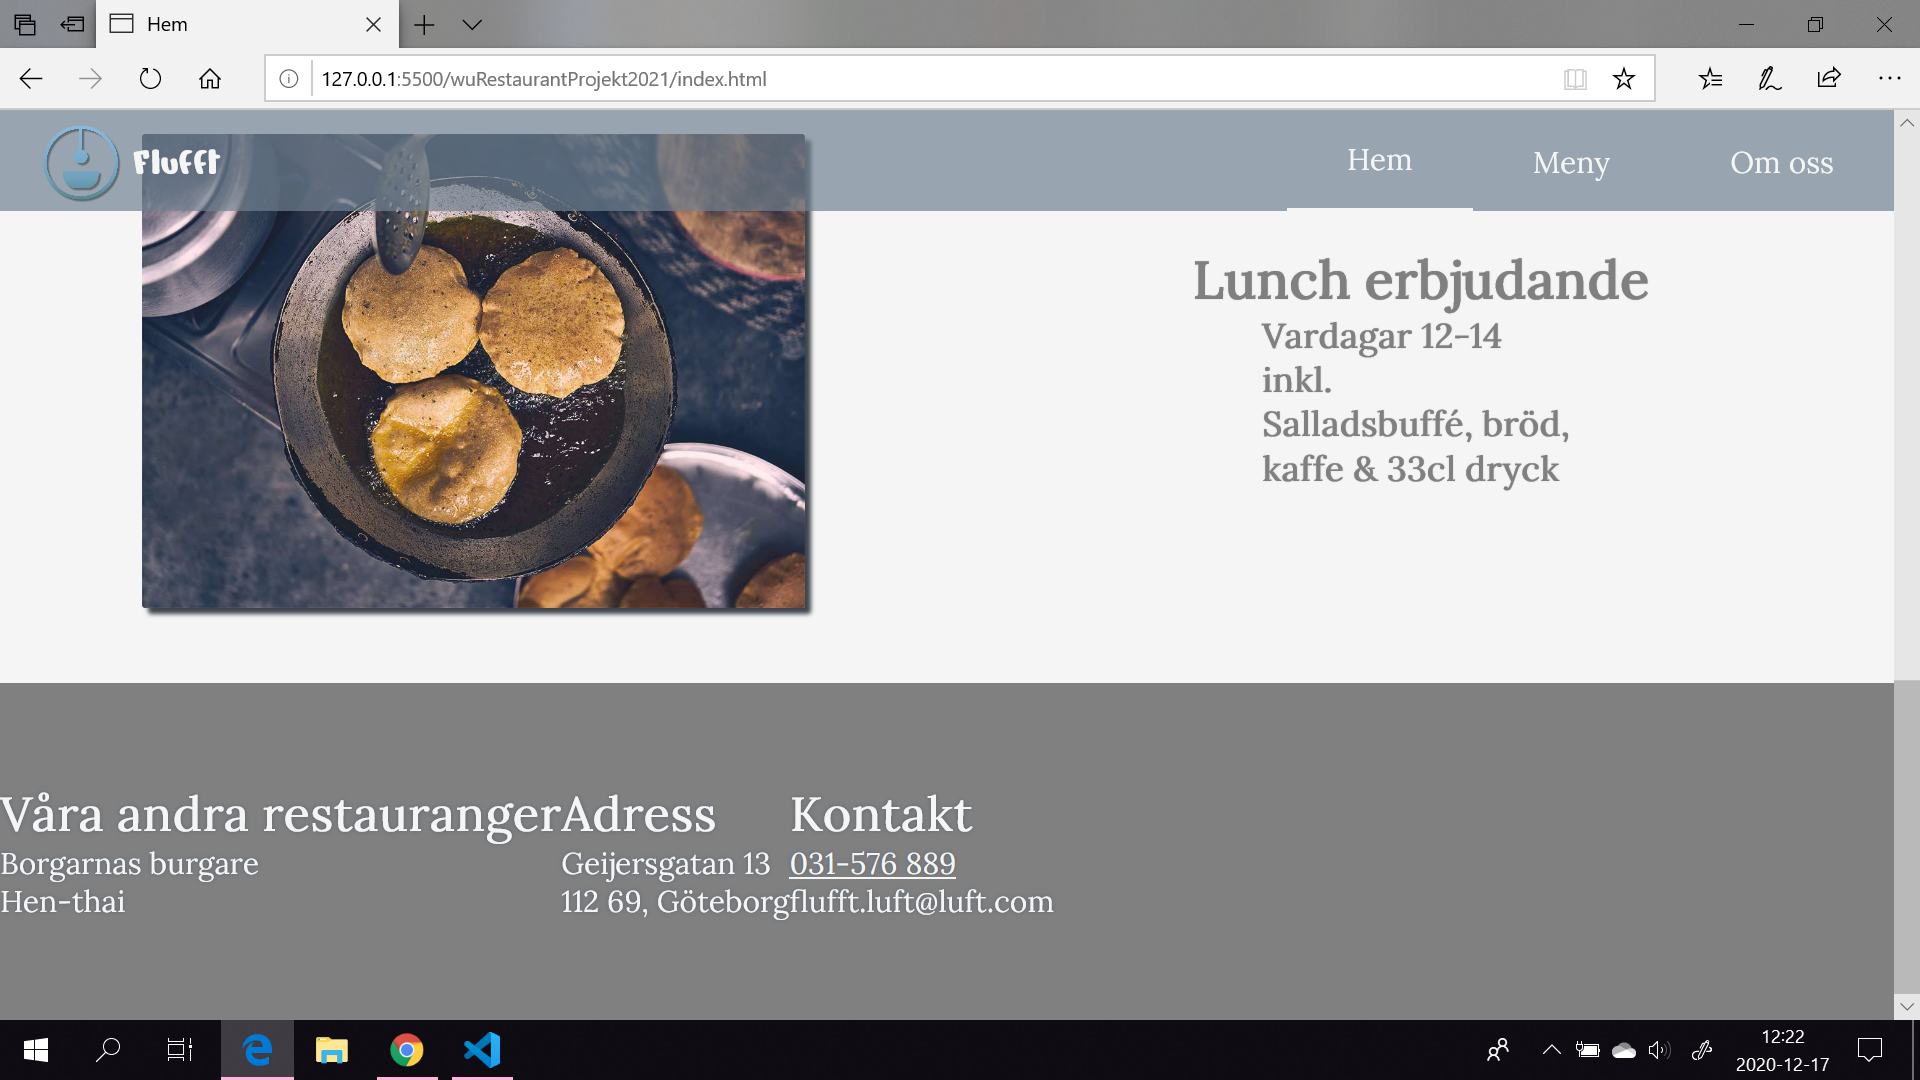 Hem
127.0.0.1:5500/wuRestaurantProjekt2021/index.html
Flufft
Hem
Meny
Om oss
Lunch erbjudande
Vardagar 12-14
inkl.
Salladsbuffé, bröd,
kaffe & 33cl dryck
Våra andra restauranger
Borgarnas burgare
Hen-thai
Adress
Geijersgatan 13
112 69, Göteborg
Kontakt
031-576 889
flufft.luft@luft.com
12:22
2020-12-17